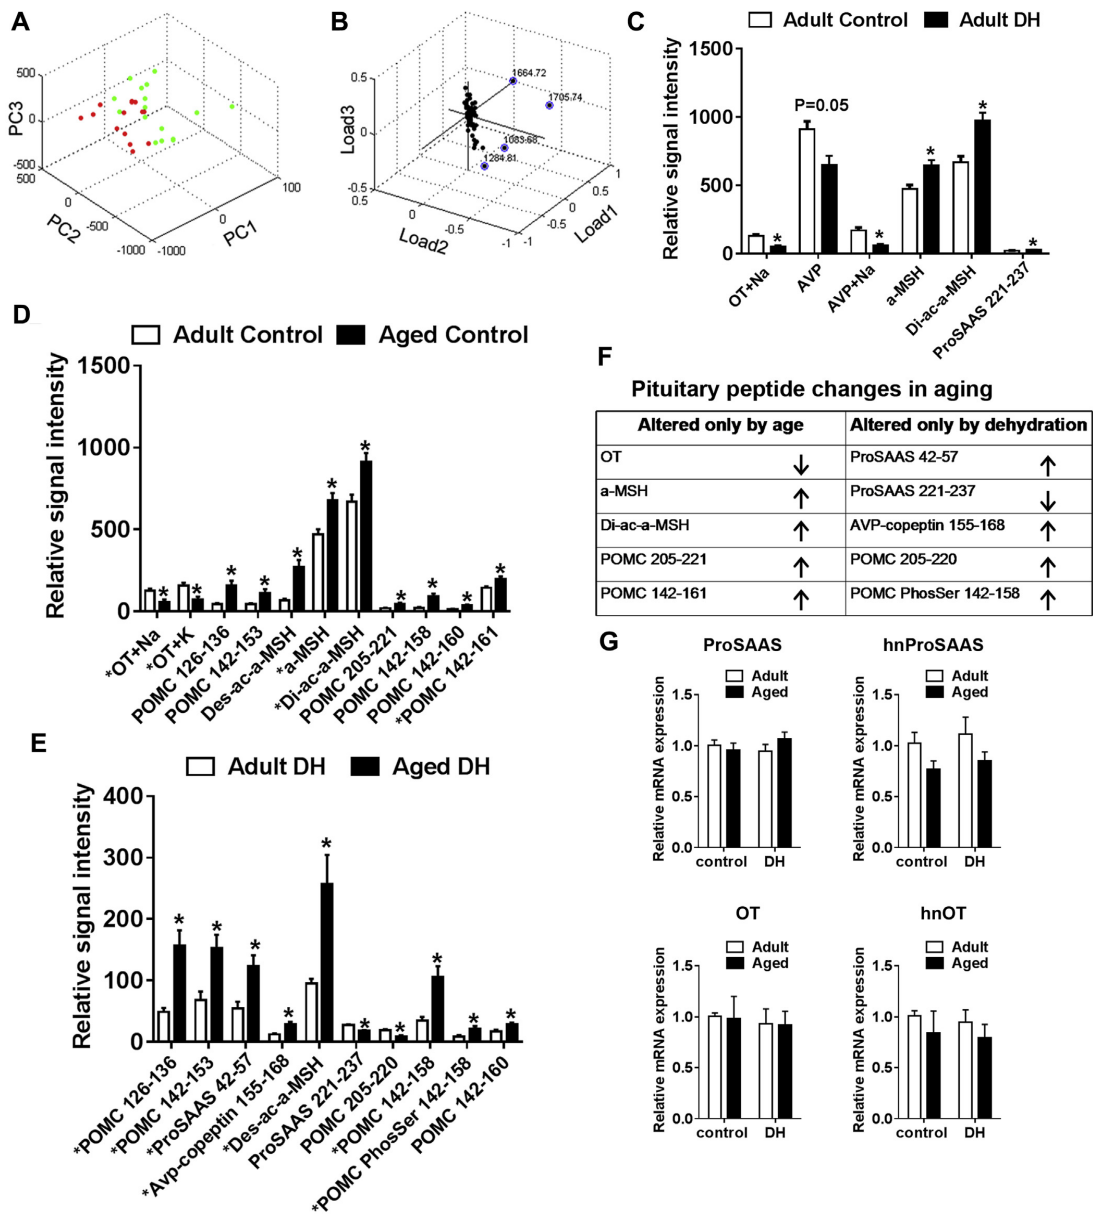 A
500
0
-500
500
0
-500
-1000
-1000
0
100
PC3
PC2
PC1
B
0.5
0
-0.5
0.5
0
-0.5
-1
-1
-0.5
0
0.5
1
Load3
Load2
Load1
1664.72
1705.74
1083.68
1284.81
C
Adult Control
Adult DH
Relative signal intensity
1500
1000
500
0
P=0.05
*
*
*
*
*
OT+Na
AVP
AVP+Na
a-MSH
Di-ac-a-MSH
ProSAAS 221-237
D
Adult Control
Aged Control
Relative signal intensity
1500
1000
500
0
*
*
*
*
*
*
*
*
*
*
*
*OT+Na
*OT+K
POMC 126-136
POMC 142-153
Des-ac-a-MSH
*a-MSH
*Di-ac-a-MSH
POMC 205-221
POMC 142-158
POMC 142-160
*POMC 142-161
E
Adult DH
Aged DH
Relative signal intensity
400
300
200
100
0
*
*
*
*
*
*
*
*
*
*
*POMC 126-136
*POMC 142-153
*ProSAAS 42-57
*Avp-copeptin 155-168
*Des-ac-a-MSH
ProSAAS 221-237
POMC 205-220
*POMC 142-158
*POMC PhosSer 142-158
POMC 142-160
F
Pituitary peptide changes in aging
Altered only by age Altered only by dehydration
OT ↓ ProSAAS 42-57 ↑
a-MSH ↑ ProSAAS 221-237 ↓
Di-ac-a-MSH ↑ AVP-copeptin 155-168 ↑
POMC 205-221 ↑ POMC 205-220 ↑
POMC 142-161 ↑ POMC PhosSer 142-158 ↑
G
ProSAAS
Adult
Aged
Relative mRNA expression
1.5
1.0
0.5
0.0
control DH
hnProSAAS
Adult
Aged
Relative mRNA expression
1.5
1.0
0.5
0.0
control DH
OT
Adult
Aged
Relative mRNA expression
1.5
1.0
0.5
0.0
control DH
hnOT
Adult
Aged
Relative mRNA expression
1.5
1.0
0.5
0.0
control DH